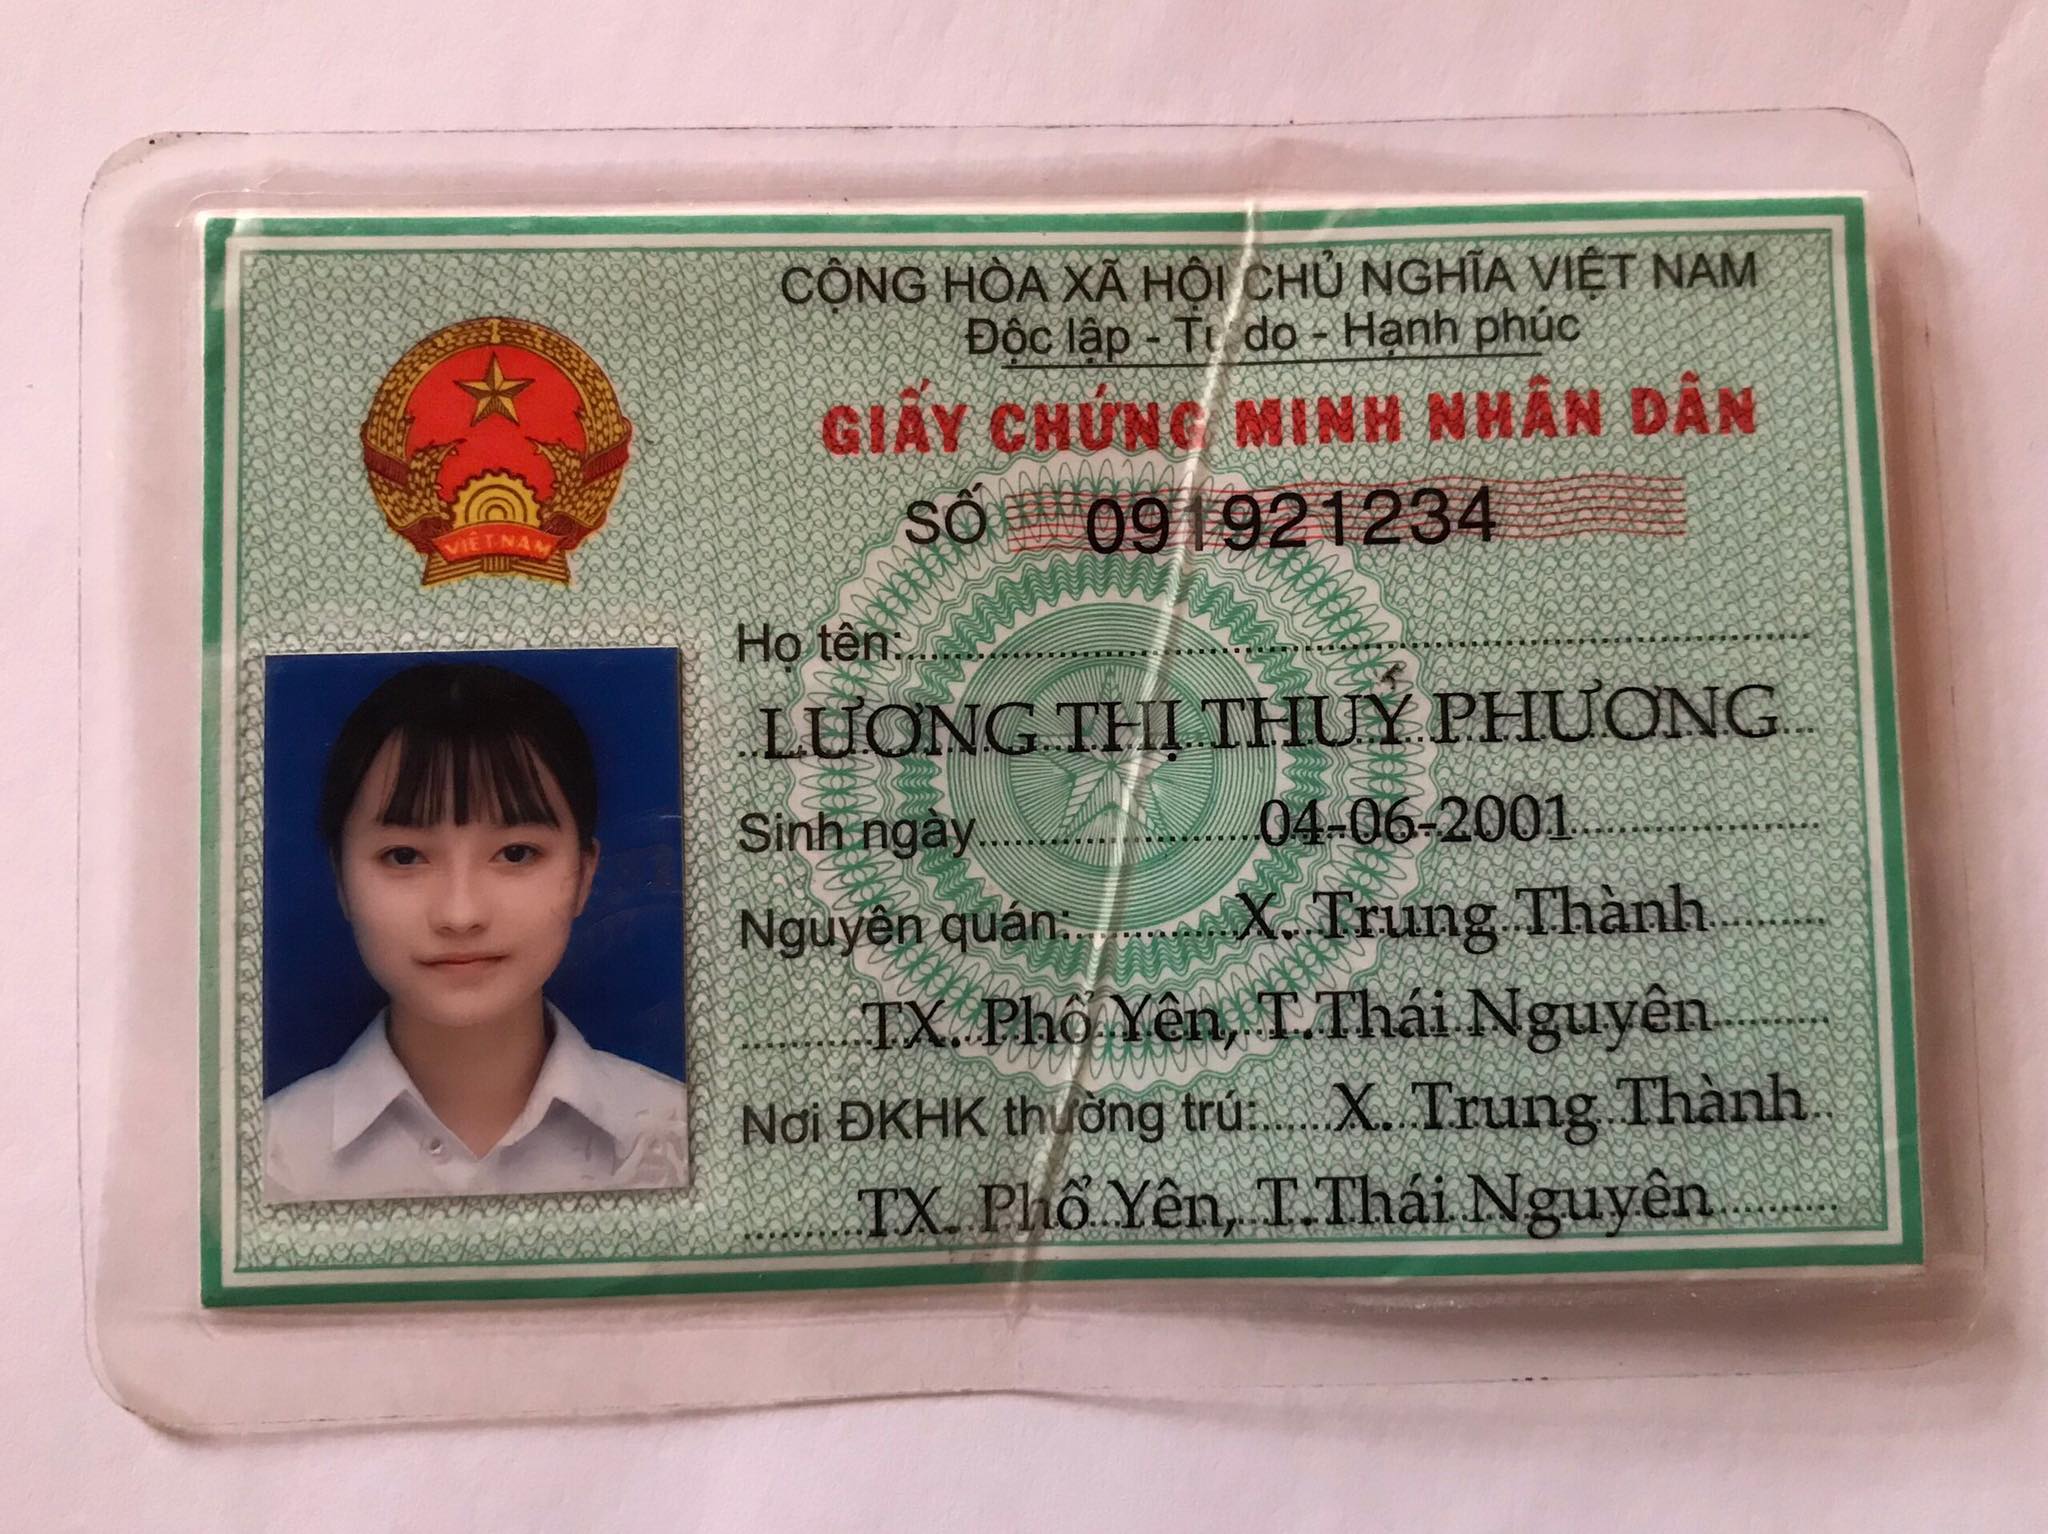 CỘNG HÒA XÃ HỘI CHỦ NGHĨA VIỆT NAM
Độc lập - Tự do - Hạnh phúc
GIẤY CHỨNG MINH NHÂN DÂN
SỐ 091921234
VIỆT NAM
Họ tên:
LƯƠNG THỊ THUỲ PHƯƠNG
Sinh ngày 04-06-2001
Nguyên quán: X. Trung Thành
TX. Phổ Yên, T.Thái Nguyên
Nơi ĐKHK thường trú: X. Trung Thành
TX. Phổ Yên, T.Thái Nguyên